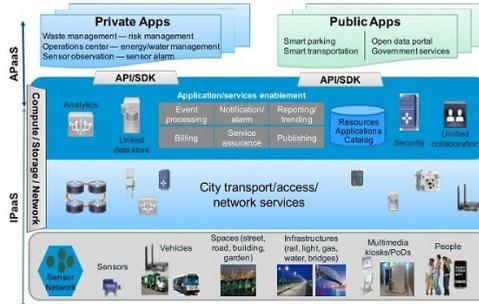 Private Apps
Waste management — risk management
Operations center — energy/water management
Sensor observation — sensor alarm
Public Apps
Smart parking
Smart transportation
Open data portal
Government services
APaaS
IPaaS
Compute/Storage/Network
API/SDK
API/SDK
Application/services enablement
Analytics
Linked
data store
Event
processing
Notification/
alarm
Reporting/
trending
Billing
Service
assurance
Publishing
Resources
Applications
Catalog
Security
Unified
collaboration
City transport/access/
network services
Sensor
Network
Sensors
Vehicles
Spaces (street,
road, building,
garden)
Infrastructures
(rail, light, gas,
water, bridges)
Multimedia
kiosks/PoDs
People